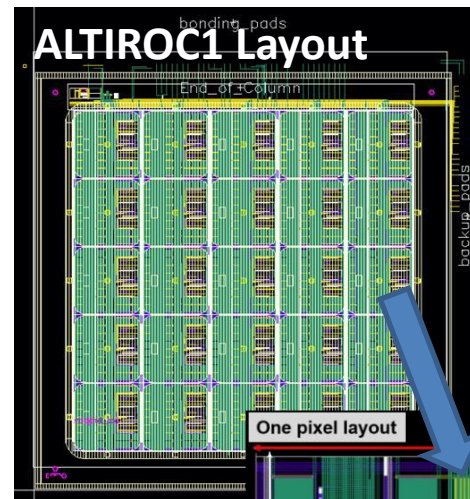 bonding_pads
ALTIROC1 Layout
End_of_Column
backup_pads
One pixel layout